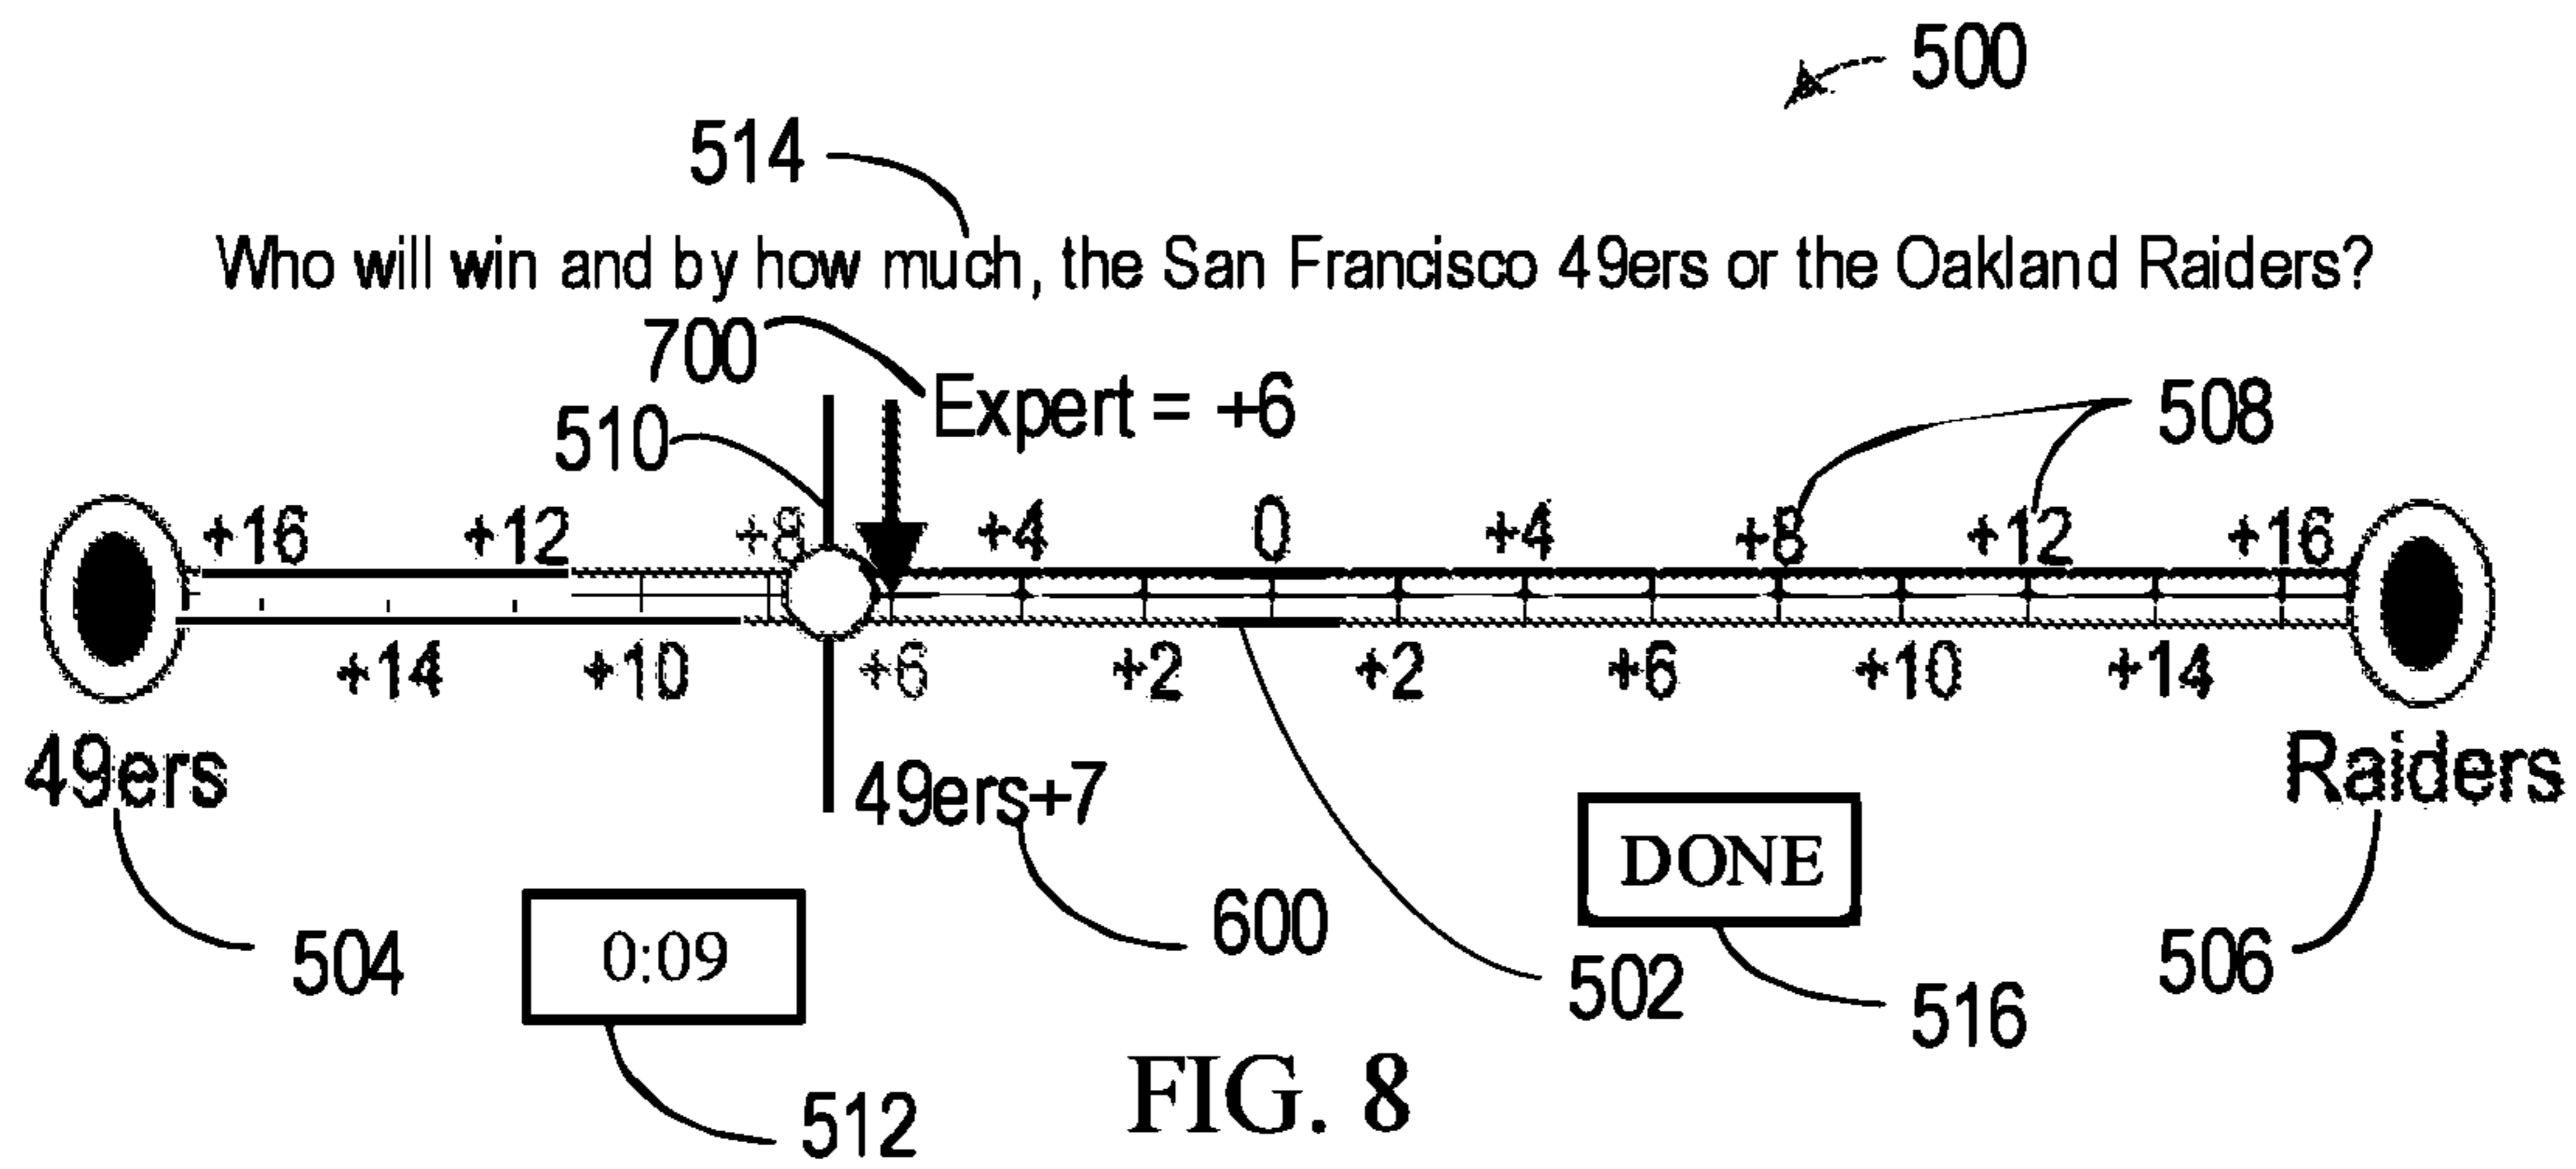 500
514
Who will win and by how much, the San Francisco 49ers or the Oakland Raiders?
700
Expert = +6
510
508
+16 +12 +8 +4 0 +4 +8 +12 +16
+14 +10 +6 +2 +2 +6 +10 +14
49ers
Raiders
49ers+7
DONE
504
0:09
600
502
516
506
512
FIG. 8